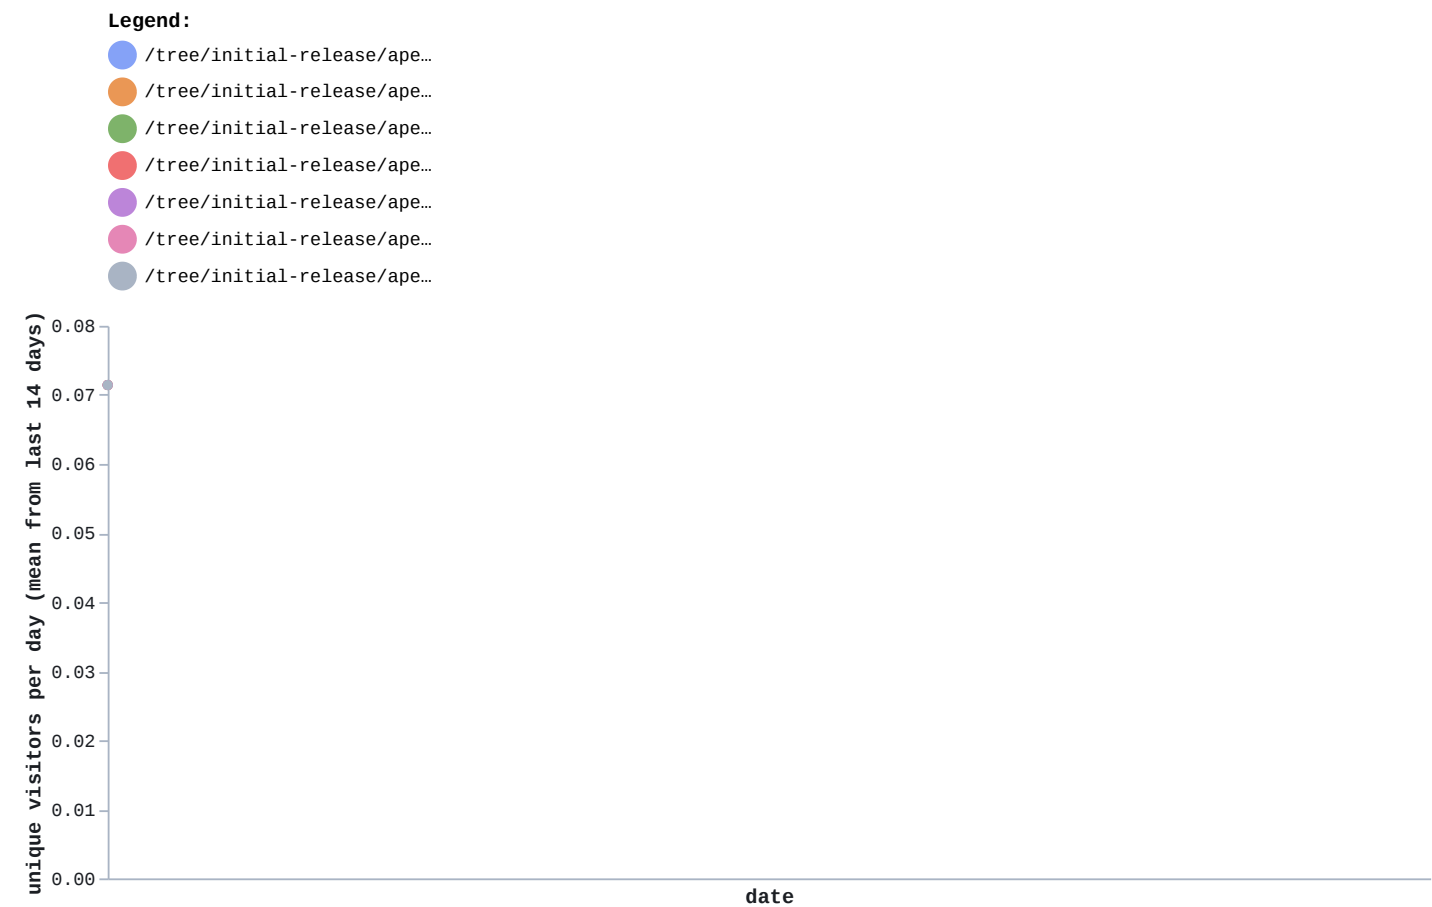 Legend:
/tree/initial-release/ape…
/tree/initial-release/ape…
/tree/initial-release/ape…
/tree/initial-release/ape…
/tree/initial-release/ape…
/tree/initial-release/ape…
/tree/initial-release/ape…
unique visitors per day (mean from last 14 days)
0.08
0.07
0.06
0.05
0.04
0.03
0.02
0.01
0.00
date